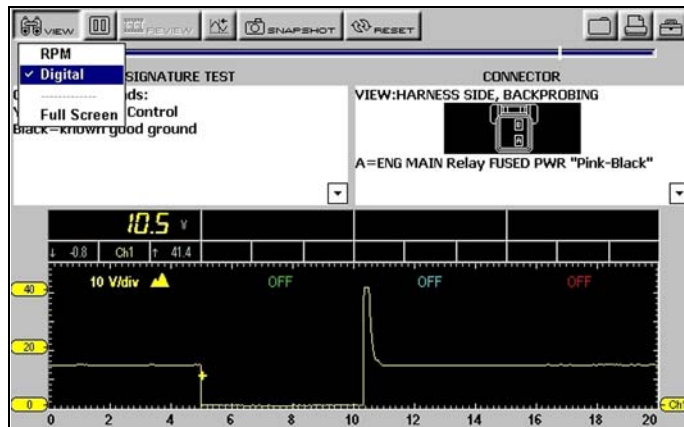 VIEW REVIEW SNAPSHOT RESET
RPM
Digital
Full Screen
SIGNATURE TEST
ds:
Control
Black=known good ground
CONNECTOR
VIEW:HARNESS SIDE, BACKPROBING
B
A
A=ENG MAIN Relay FUSED PWR "Pink-Black"
10.5 V
↓ -0.8 Ch1 ↑ 41.4
10 V/div OFF OFF OFF
40
20
0 Ch1
0 2 4 6 8 10 12 14 16 18 20